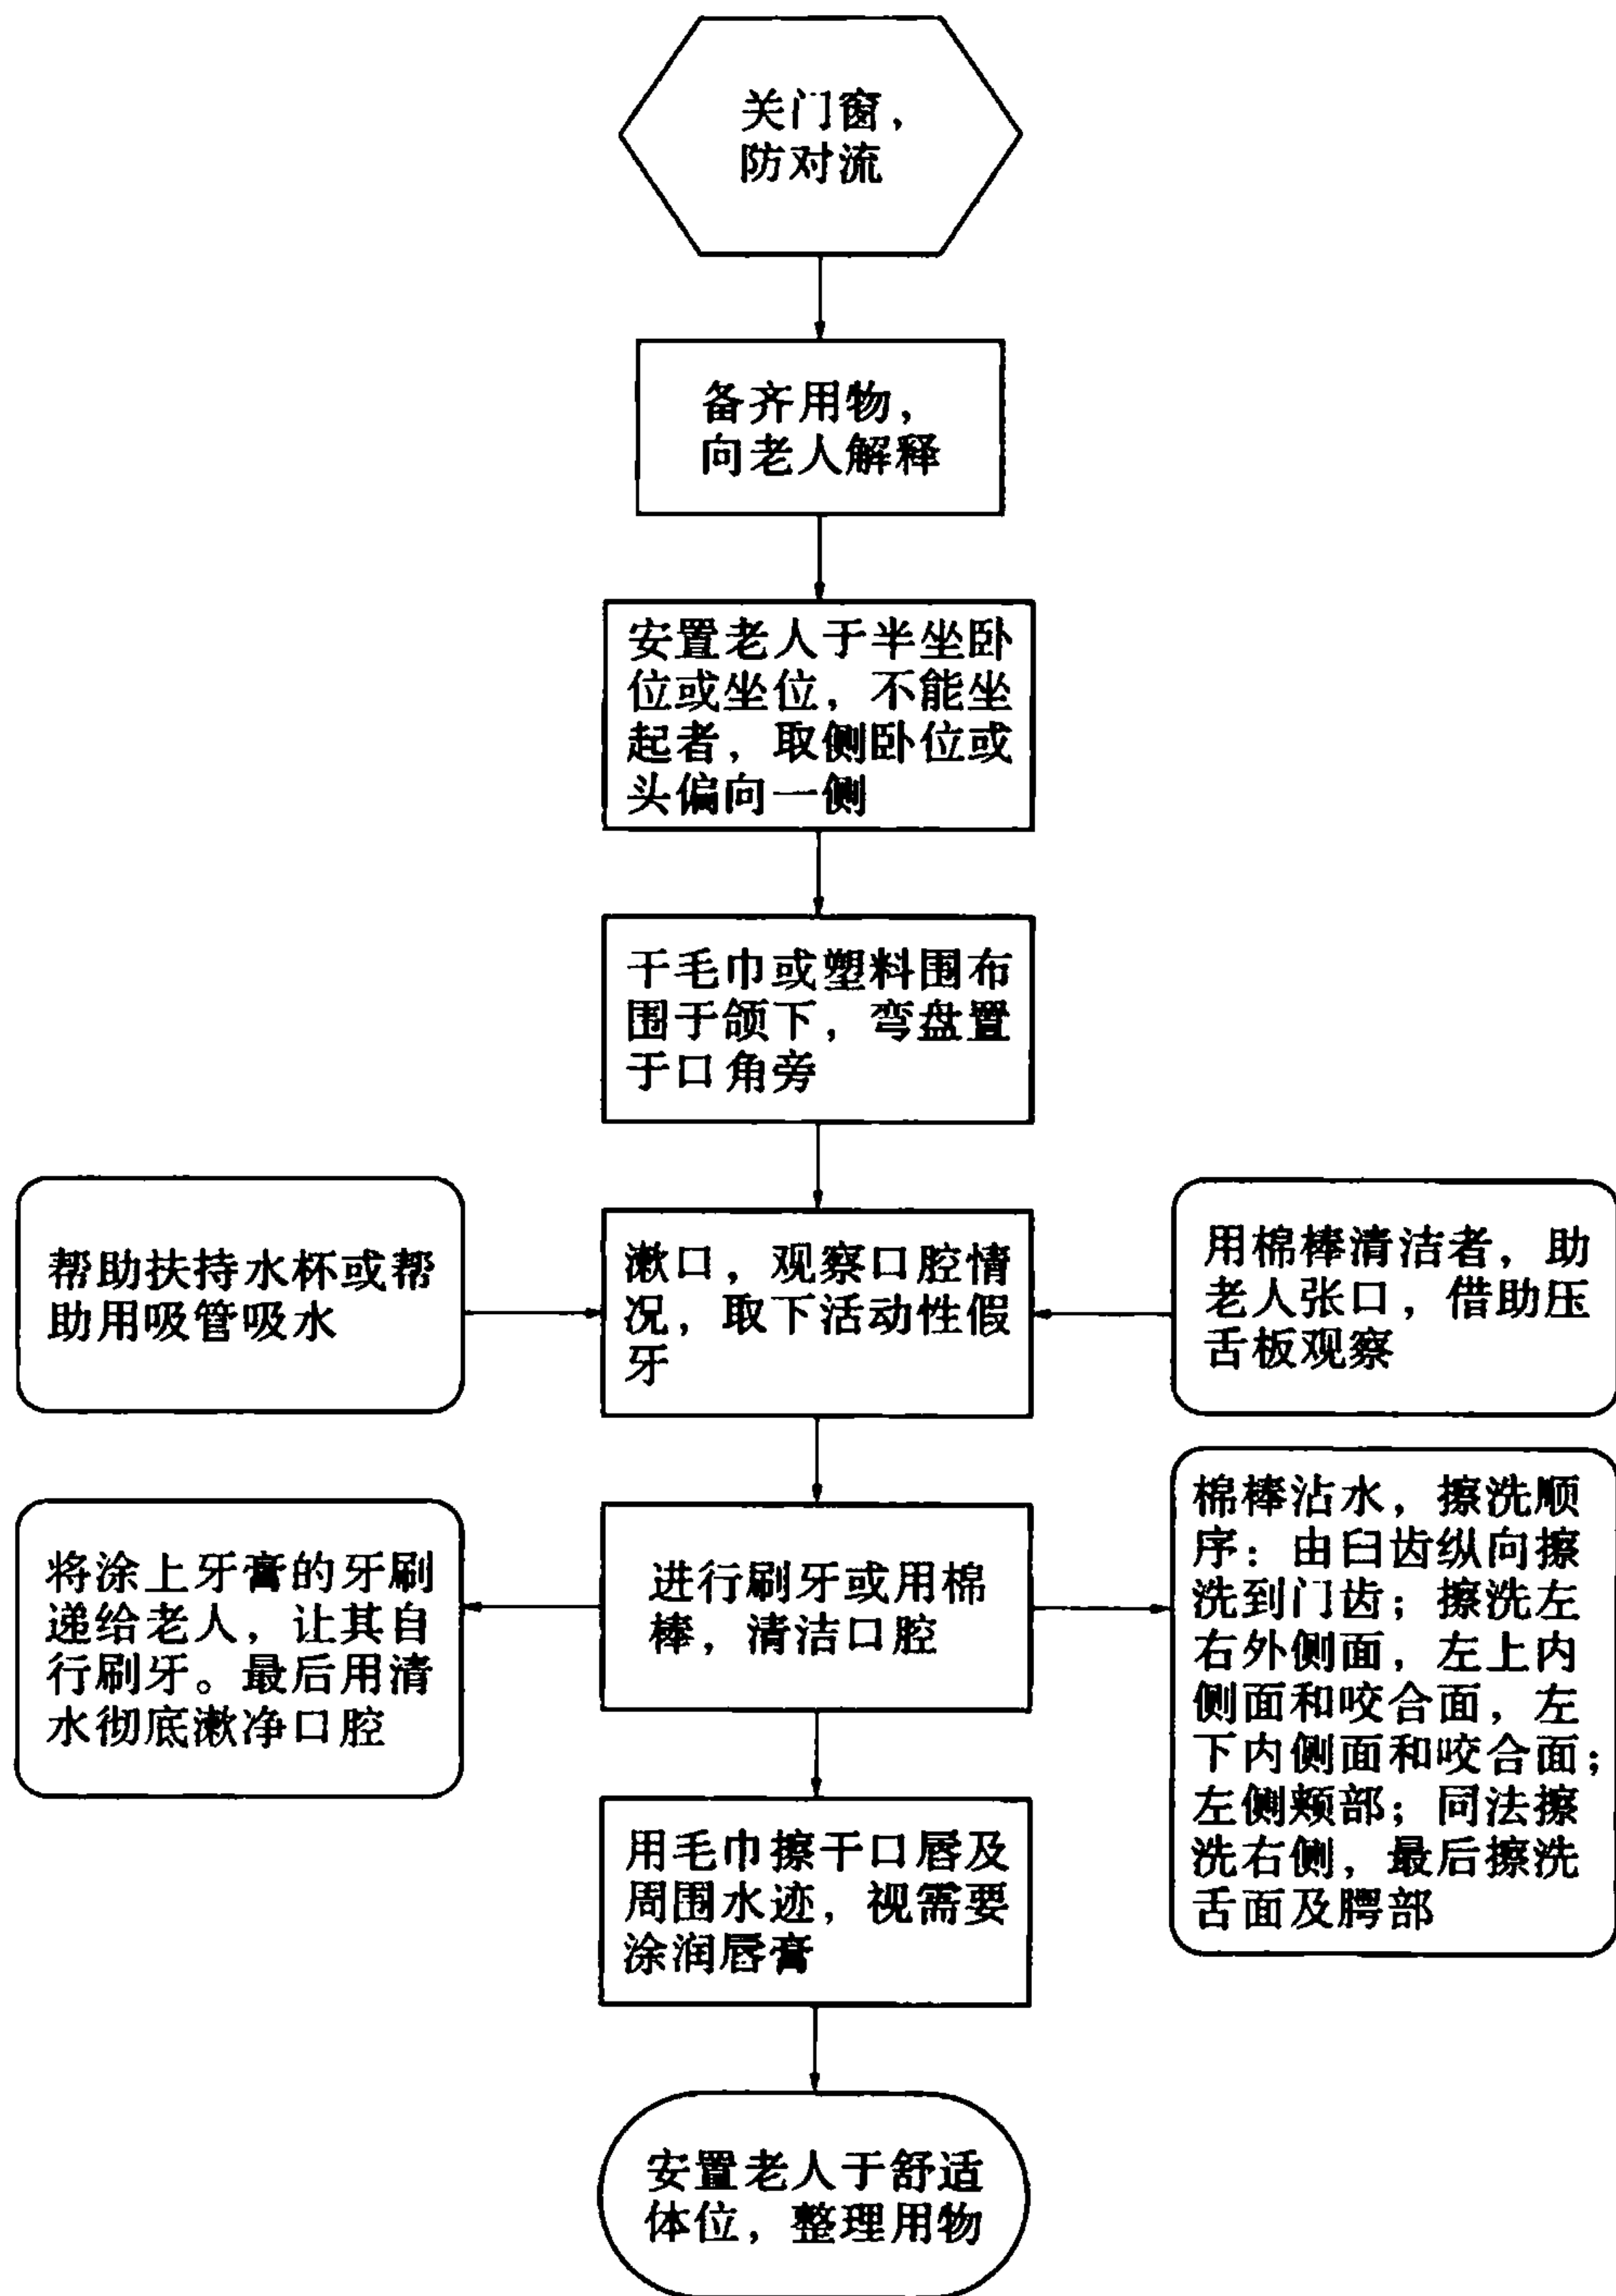 关门窗，
防对流
备齐用物，
向老人解释
安置老人于半坐卧
位或坐位，不能坐
起者，取侧卧位或
头偏向一侧
干毛巾或塑料围布
围于颌下，弯盘置
于口角旁
帮助扶持水杯或帮
助用吸管吸水
漱口，观察口腔情
况，取下活动性假
牙
用棉棒清洁者，助
老人张口，借助压
舌板观察
将涂上牙膏的牙刷
递给老人，让其自
行刷牙。最后用清
水彻底漱净口腔
进行刷牙或用棉
棒，清洁口腔
棉棒沾水，擦洗顺
序：由臼齿纵向擦
洗到门齿；擦洗左
右外侧面，左上内
侧面和咬合面，左
下内侧面和咬合面；
左侧颊部；同法擦
洗右侧，最后擦洗
舌面及腭部
用毛巾擦干口唇及
周围水迹，视需要
涂润唇膏
安置老人于舒适
体位，整理用物